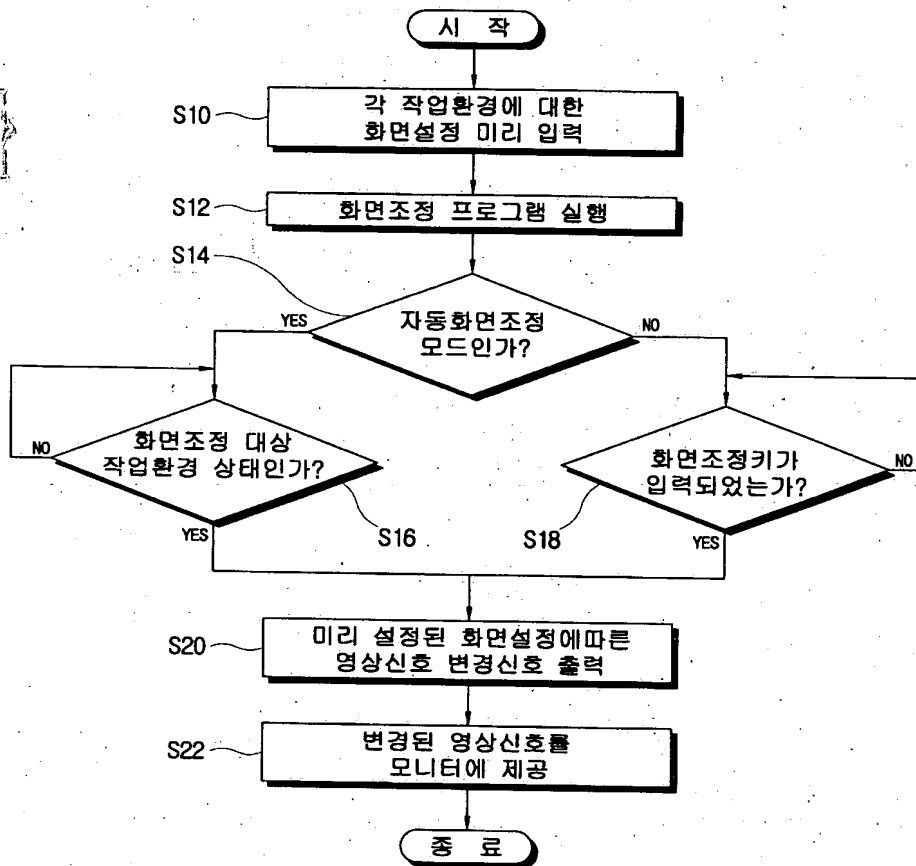 시 작
S10
각 작업환경에 대한
화면설정 미리 입력
S12
화면조정 프로그램 실행
S14
자동화면조정
모드인가?
YES
NO
화면조정 대상
작업환경 상태인가?
NO
YES
S16
화면조정키가
입력되었는가?
NO
YES
S18
S20
미리 설정된 화면설정에따른
영상신호 변경신호 출력
S22
변경된 영상신호를
모니터에 제공
종 료